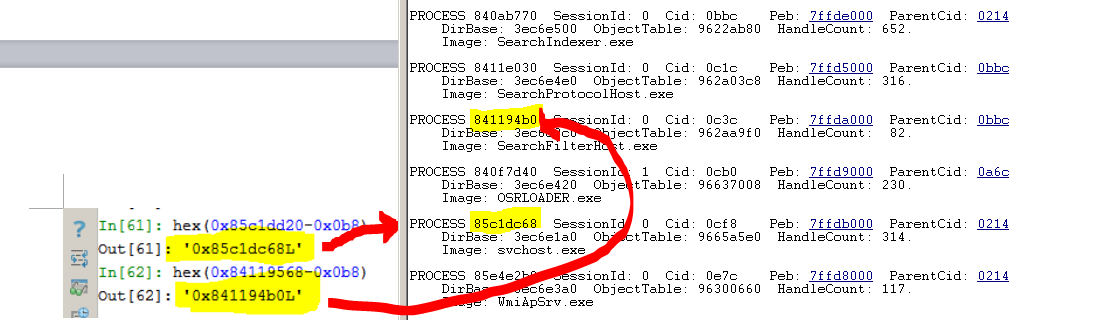 PROCESS 840ab770 SessionId: 0 Cid: 0bbc Peb: 7ffde000 ParentCid: 0214
DirBase: 3ec6e500 ObjectTable: 9622ab80 HandleCount: 652.
Image: SearchIndexer.exe
PROCESS 8411e030 SessionId: 0 Cid: 0c1c Peb: 7ffd5000 ParentCid: 0bbc
DirBase: 3ec6e4e0 ObjectTable: 962a03c8 HandleCount: 316.
Image: SearchProtocolHost.exe
PROCESS 841194b0 SessionId: 0 Cid: 0c3c Peb: 7ffda000 ParentCid: 0bbc
DirBase: ObjectTable: 962aa9f0 HandleCount: 82.
Image: SearchFilterHost.exe
PROCESS 840f7d40 SessionId: 1 Cid: 0cb0 Peb: 7ffd9000 ParentCid: 0a6c
DirBase: 3ec6e420 ObjectTable: 96637008 HandleCount: 230.
Image: OSRLOADER.exe
PROCESS 85c1dc68 SessionId: 0 Cid: 0cf8 Peb: 7ffdb000 ParentCid: 0214
DirBase: 3ec6e1a0 ObjectTable: 9665a5e0 HandleCount: 314.
Image: svchost.exe
PROCESS SessionId: 0 Cid: 0e7c Peb: 7ffd8000 ParentCid: 0214
DirBase: 3ec6e3a0 ObjectTable: 96300660 HandleCount: 117.
Image: WmiApSrv.exe
In[61]: hex(0x85c1dd20-0x0b8)
Out[61]: '0x85c1dc68L'
In[62]: hex(0x84119568-0x0b8)
Out[62]: '0x841194b0L'